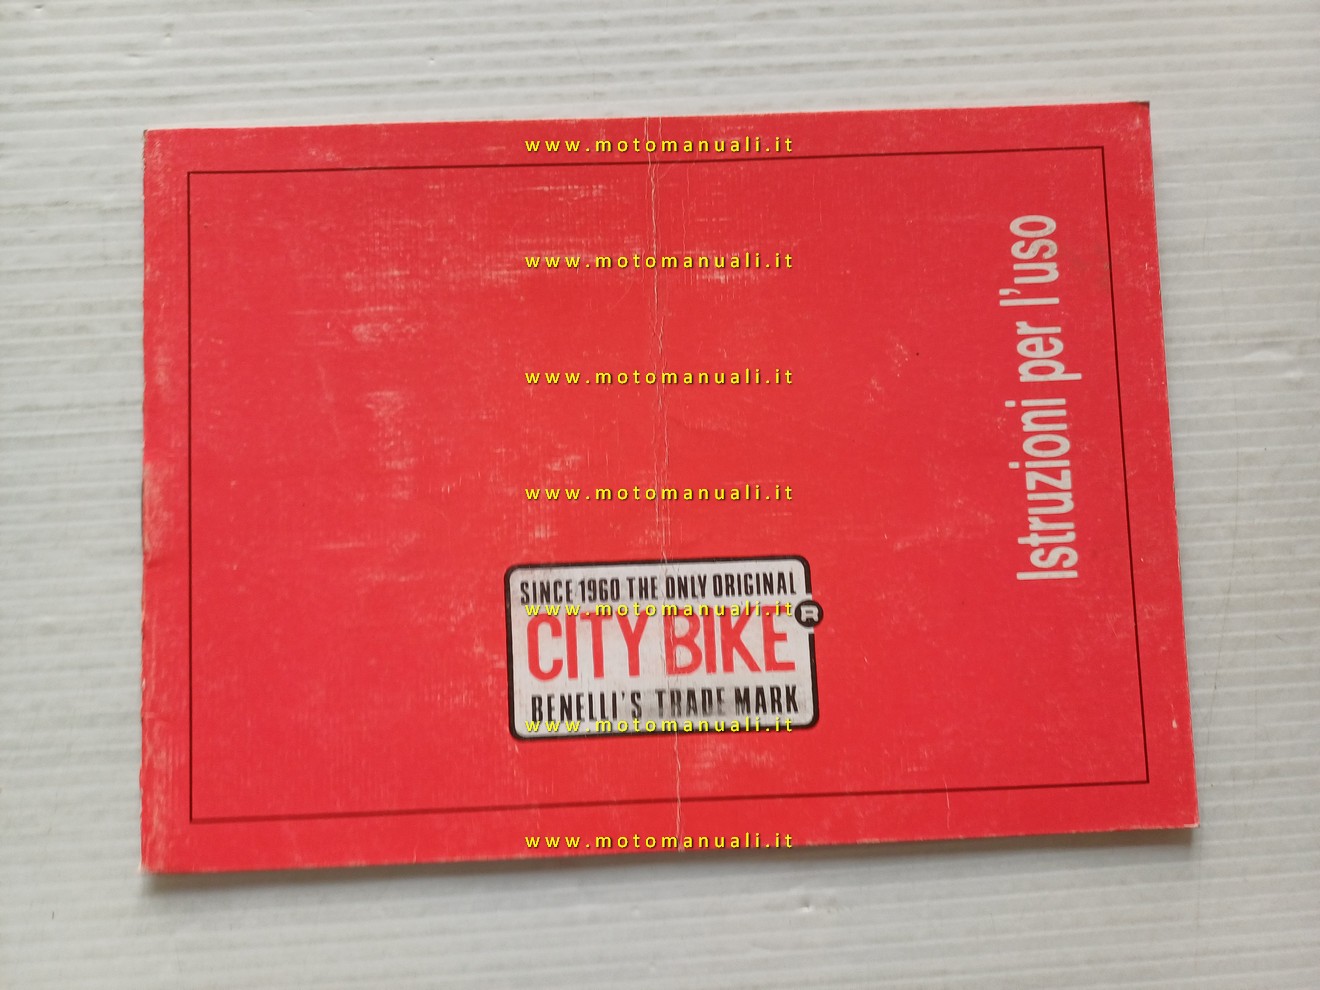 www.motomanuali.it
www.motomanuali.it
www.motomanuali.it
www.motomanuali.it
Istruzioni per l'uso
SINCE 1960 THE ONLY ORIGINAL
www.motomanuali.it
CITY BIKE ®
BENELLI'S TRADE MARK
www.motomanuali.it
www.motomanuali.it